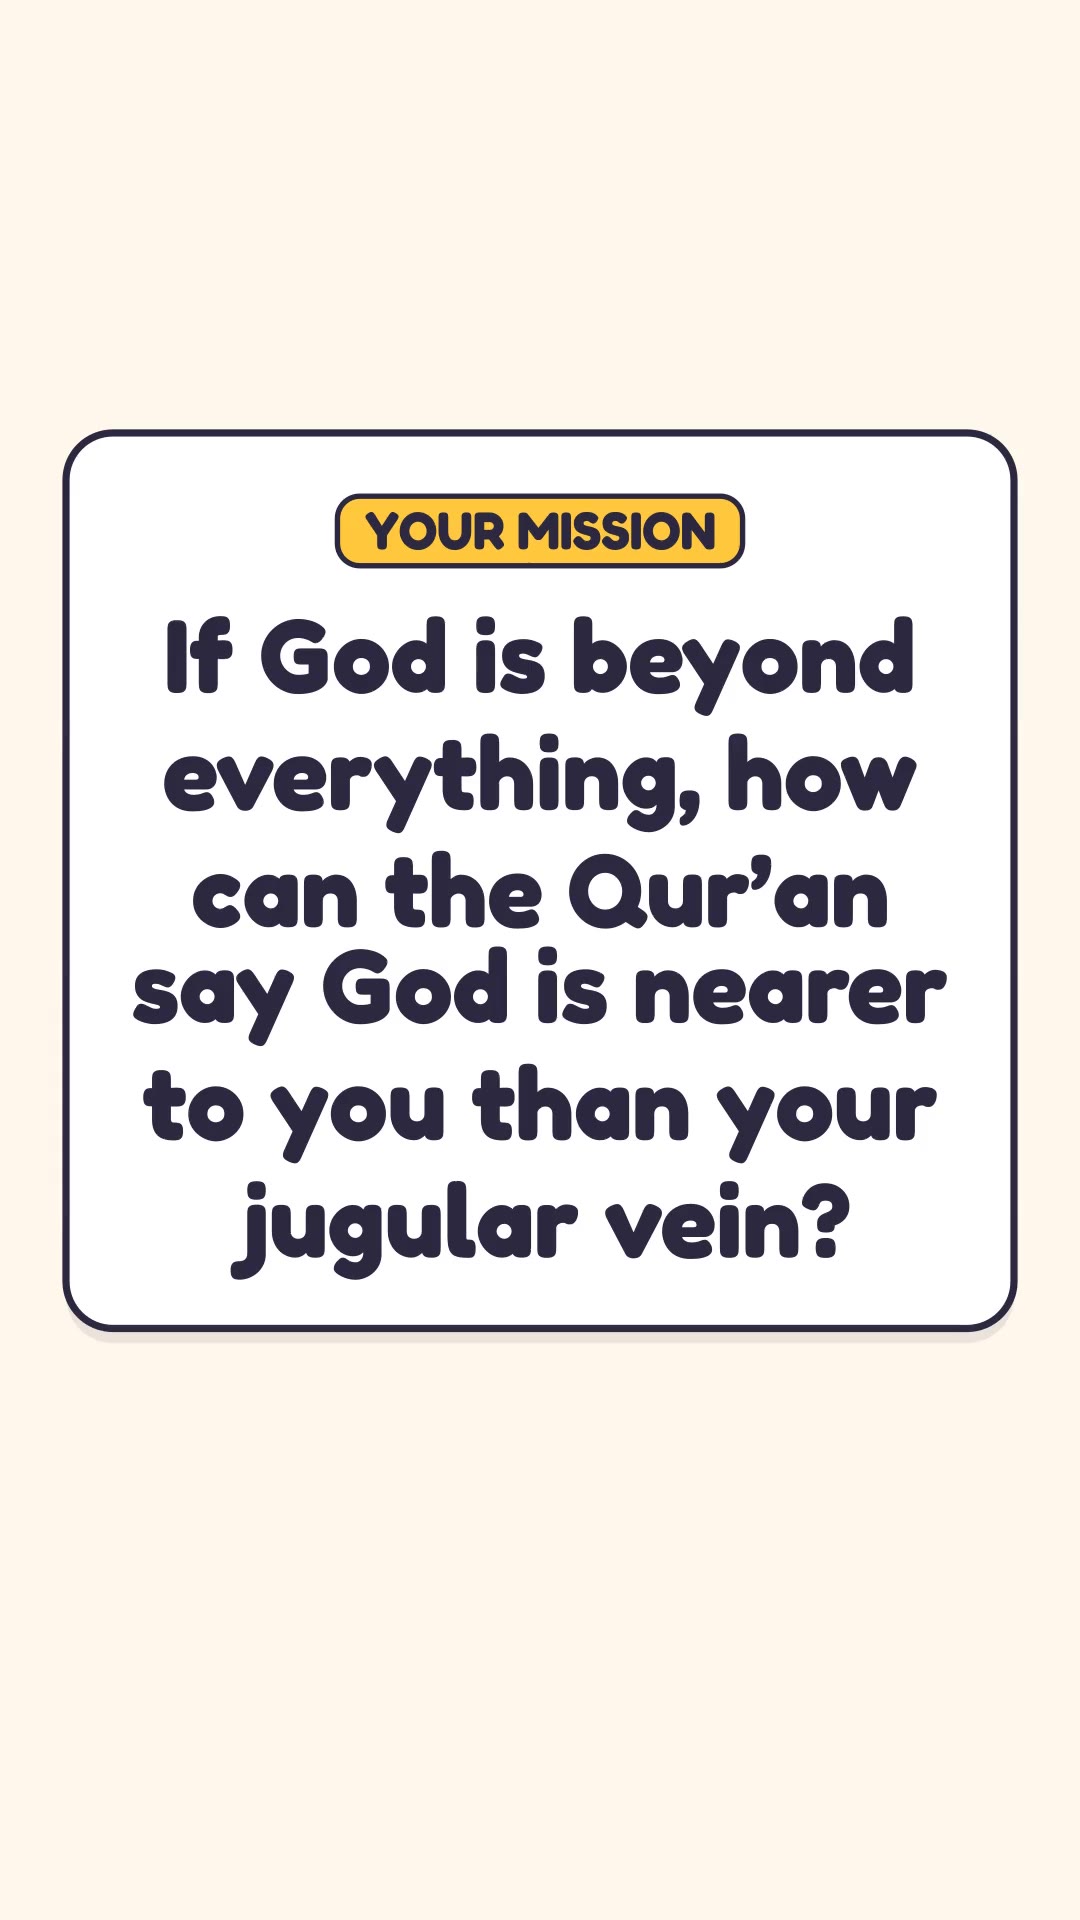 YOUR MISSION
If God is beyond
everything, how
can the Qur’an
say God is nearer
to you than your
jugular vein?